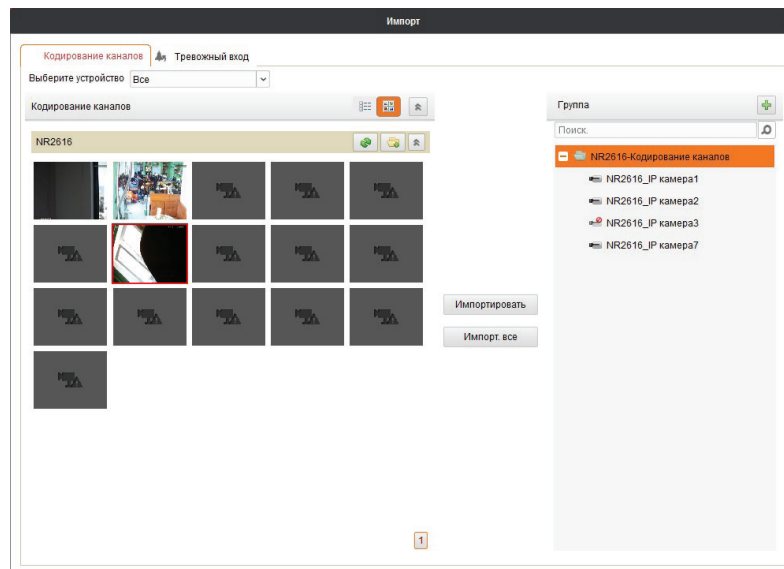 Импорт
Кодирование каналов
Тревожный вход
Выберите устройство Все
Кодирование каналов
Группа
Поиск.
NR2616
NR2616-Кодирование каналов
NR2616_IP камера1
NR2616_IP камера2
NR2616_IP камера3
NR2616_IP камера7
Импортировать
Импорт. все
1